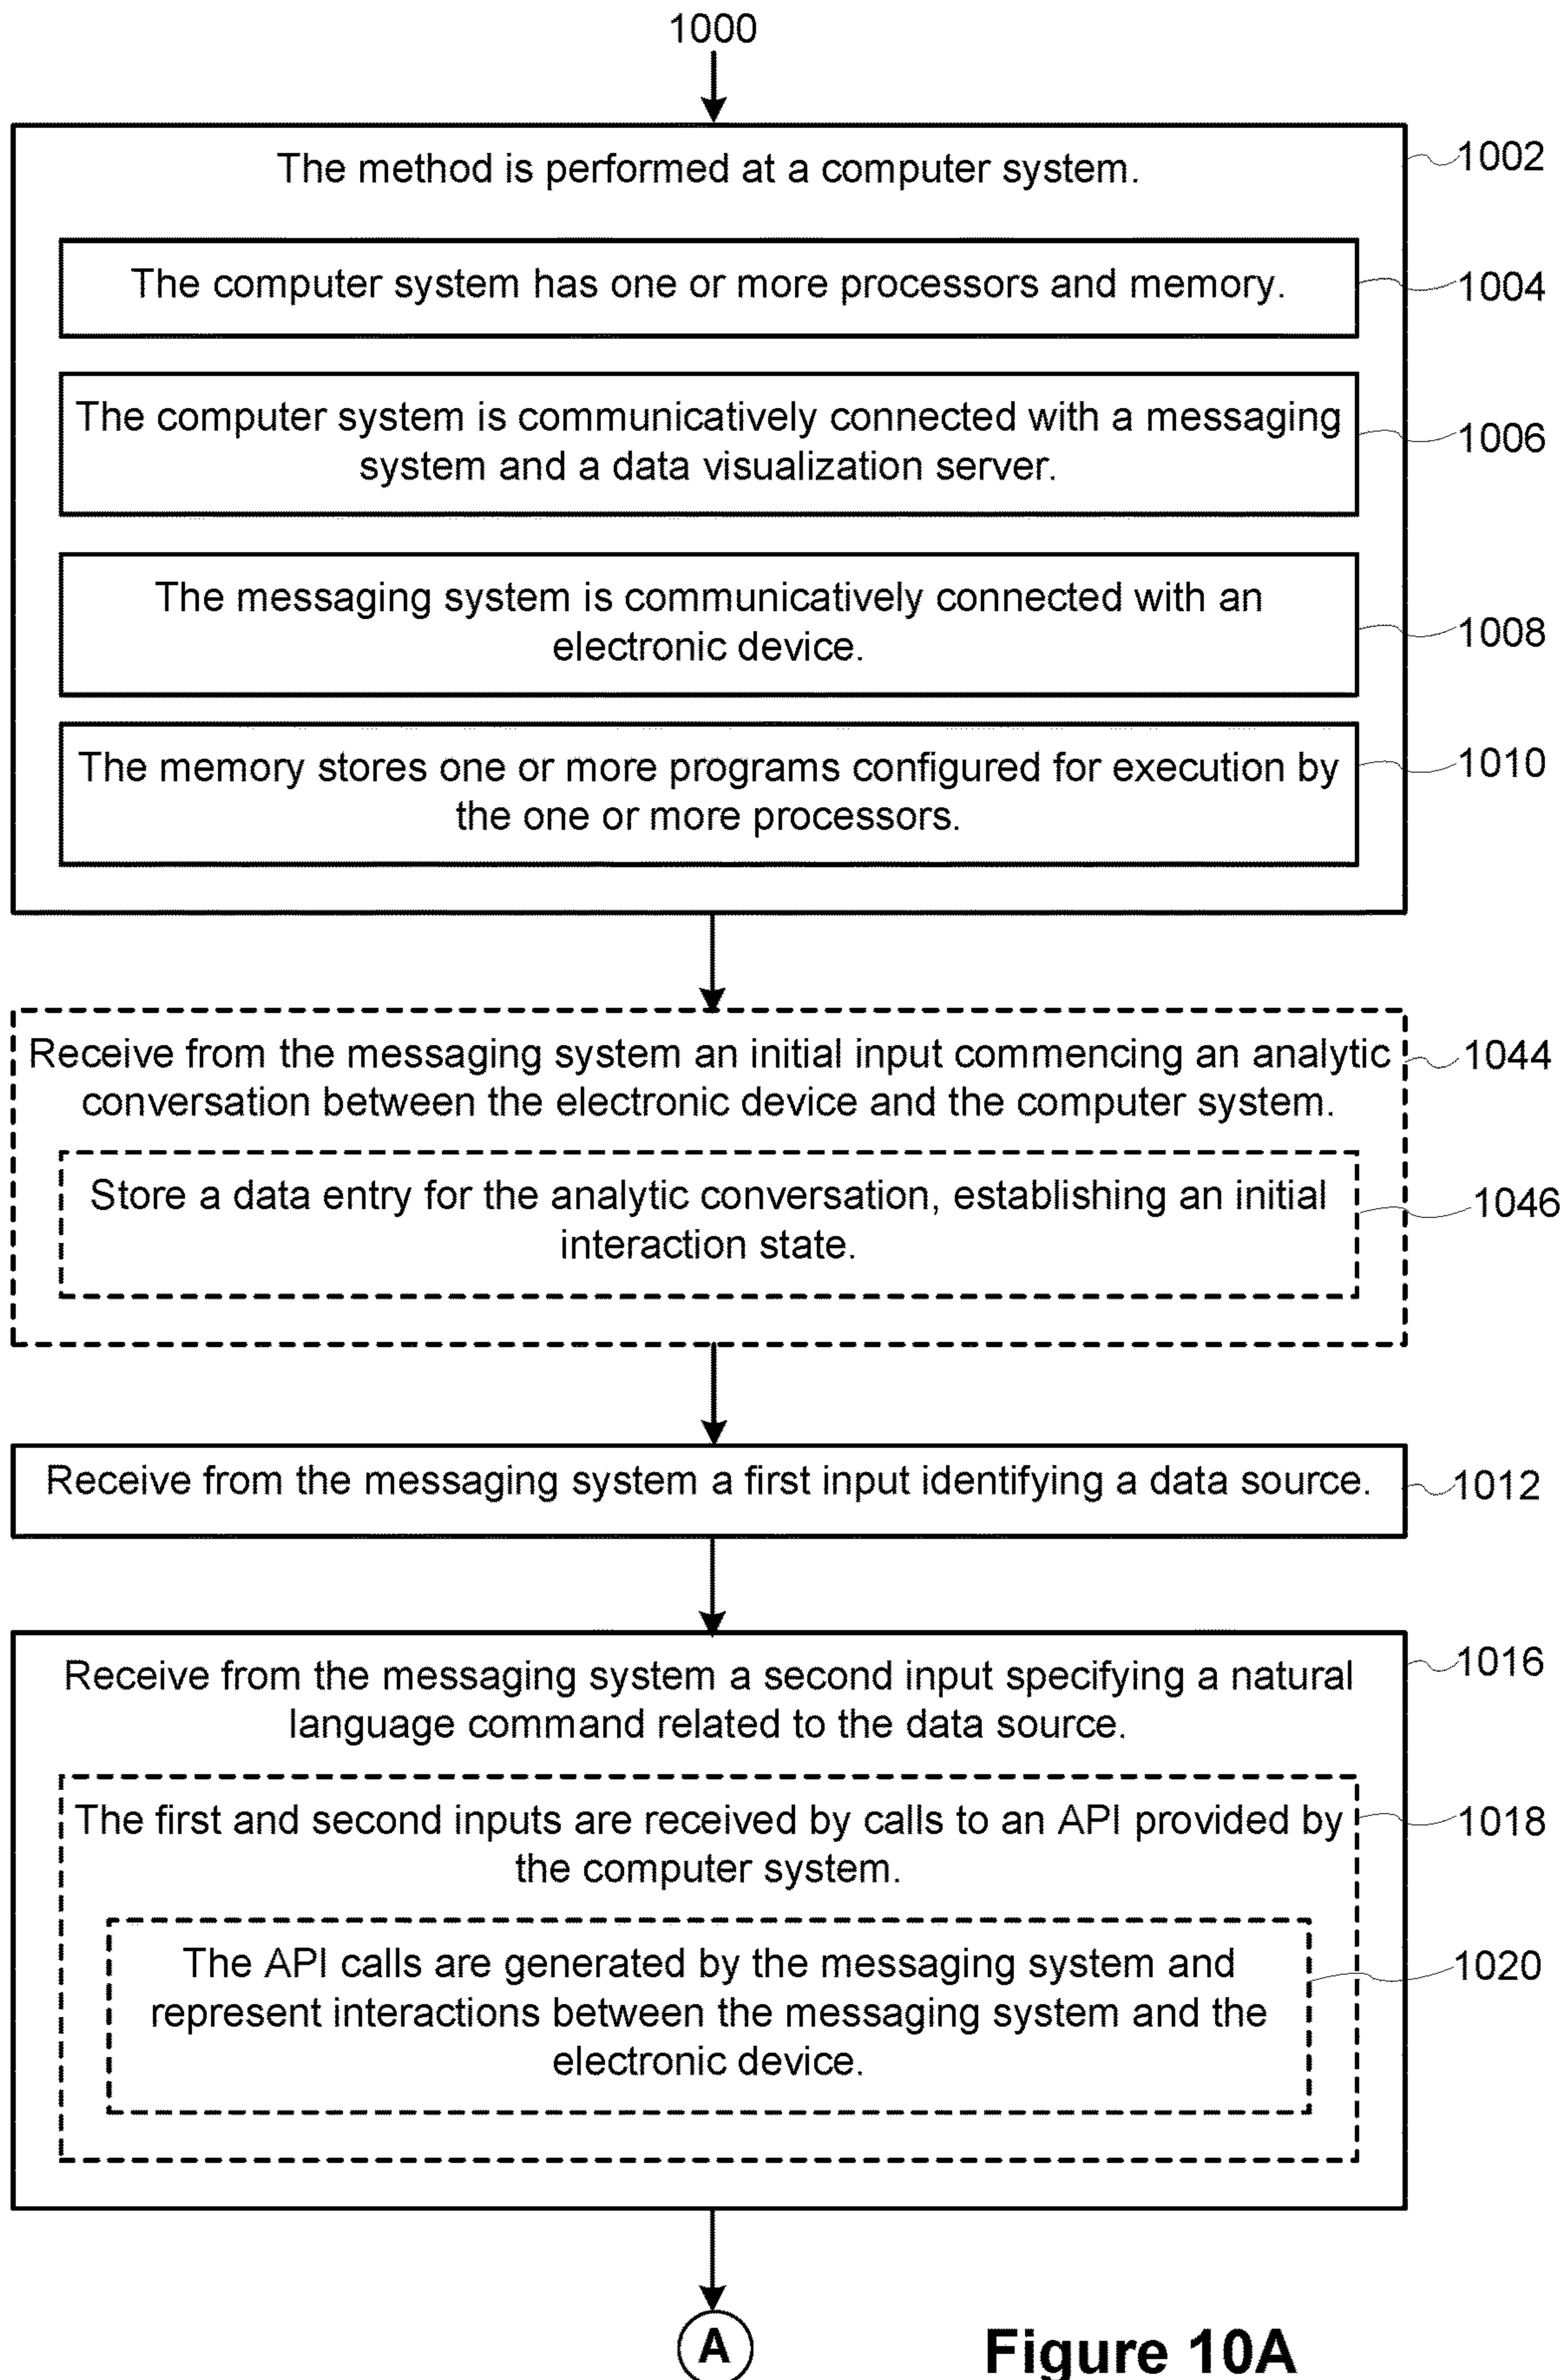 1000
The method is performed at a computer system.
1002
The computer system has one or more processors and memory.
1004
The computer system is communicatively connected with a messaging
system and a data visualization server.
1006
The messaging system is communicatively connected with an
electronic device.
1008
The memory stores one or more programs configured for execution by
the one or more processors.
1010
Receive from the messaging system an initial input commencing an analytic
conversation between the electronic device and the computer system.
1044
Store a data entry for the analytic conversation, establishing an initial
interaction state.
1046
Receive from the messaging system a first input identifying a data source.
1012
Receive from the messaging system a second input specifying a natural
language command related to the data source.
1016
The first and second inputs are received by calls to an API provided by
the computer system.
1018
The API calls are generated by the messaging system and
represent interactions between the messaging system and the
electronic device.
1020
A
Figure 10A